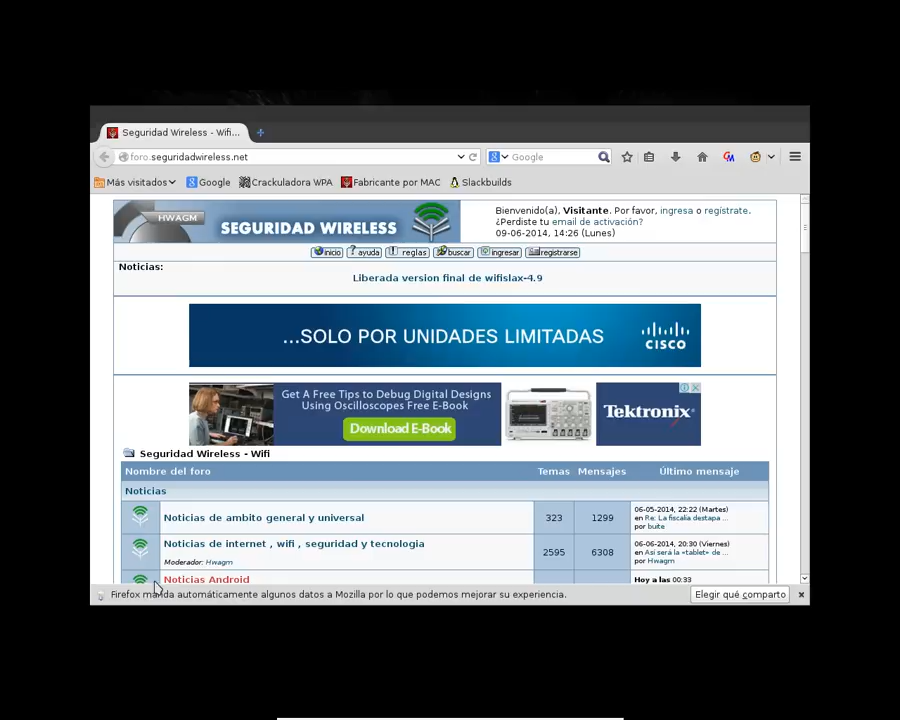 Seguridad Wireless - Wifi...
foro.seguridadwireless.net
Google
Más visitados
Google
Crackuladora WPA
Fabricante por MAC
Slackbuilds
HWAGM
SEGURIDAD WIRELESS
Bienvenido(a), Visitante. Por favor, ingresa o regístrate.
¿Perdiste tu email de activación?
09-06-2014, 14:26 (Lunes)
inicio ayuda reglas buscar ingresar registrarse
Noticias:
Liberada version final de wifislax-4.9
...SOLO POR UNIDADES LIMITADAS
CISCO
Get A Free Tips to Debug Digital Designs
Using Oscilloscopes Free E-Book
Download E-Book
Tektronix
Seguridad Wireless - Wifi
Nombre del foro Temas Mensajes Último mensaje
Noticias
Noticias de ambito general y universal 323 1299
06-05-2014, 22:22 (Martes)
en Re: La fiscalía destapa ...
por buite
Noticias de internet , wifi , seguridad y tecnologia
Moderador: Hwagm
2595 6308
06-06-2014, 20:30 (Viernes)
en Así será la «tablet» de ...
por Hwagm
Noticias Android
Hoy a las 00:33
Firefox manda automáticamente algunos datos a Mozilla por lo que podemos mejorar su experiencia.
Elegir qué comparto